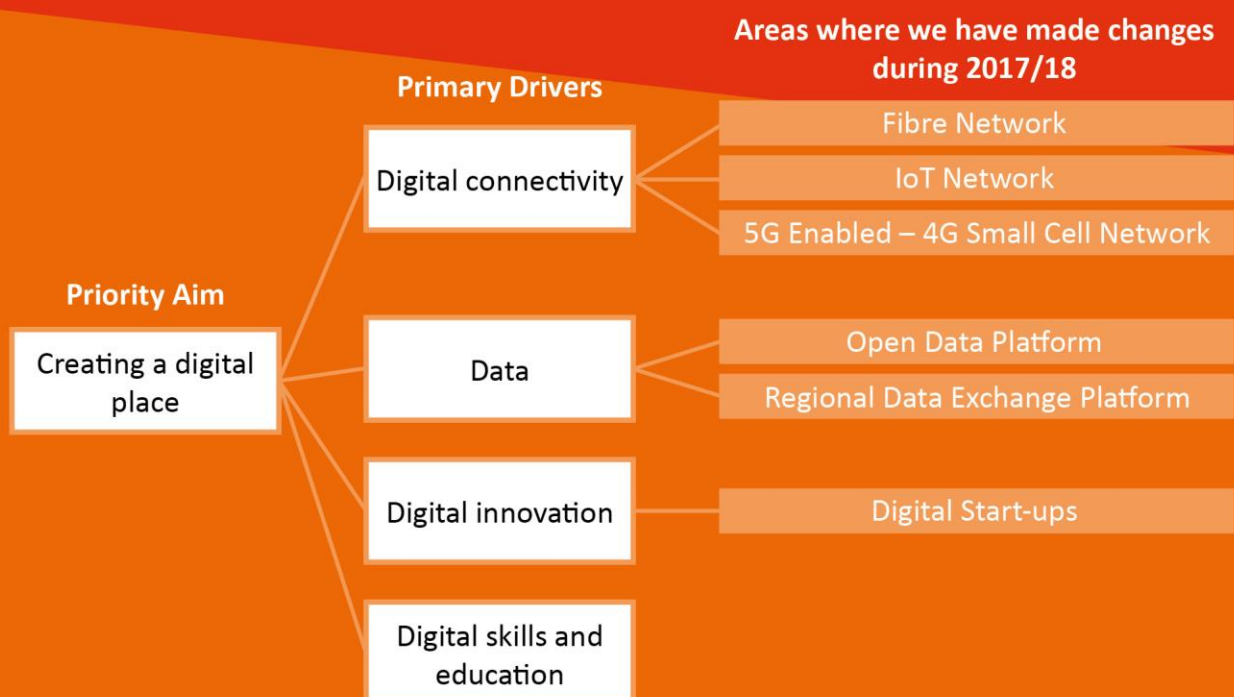 Areas where we have made changes
during 2017/18
Primary Drivers
Fibre Network
Digital connectivity
IoT Network
5G Enabled – 4G Small Cell Network
Priority Aim
Creating a digital
place
Data
Open Data Platform
Regional Data Exchange Platform
Digital innovation
Digital Start-ups
Digital skills and
education